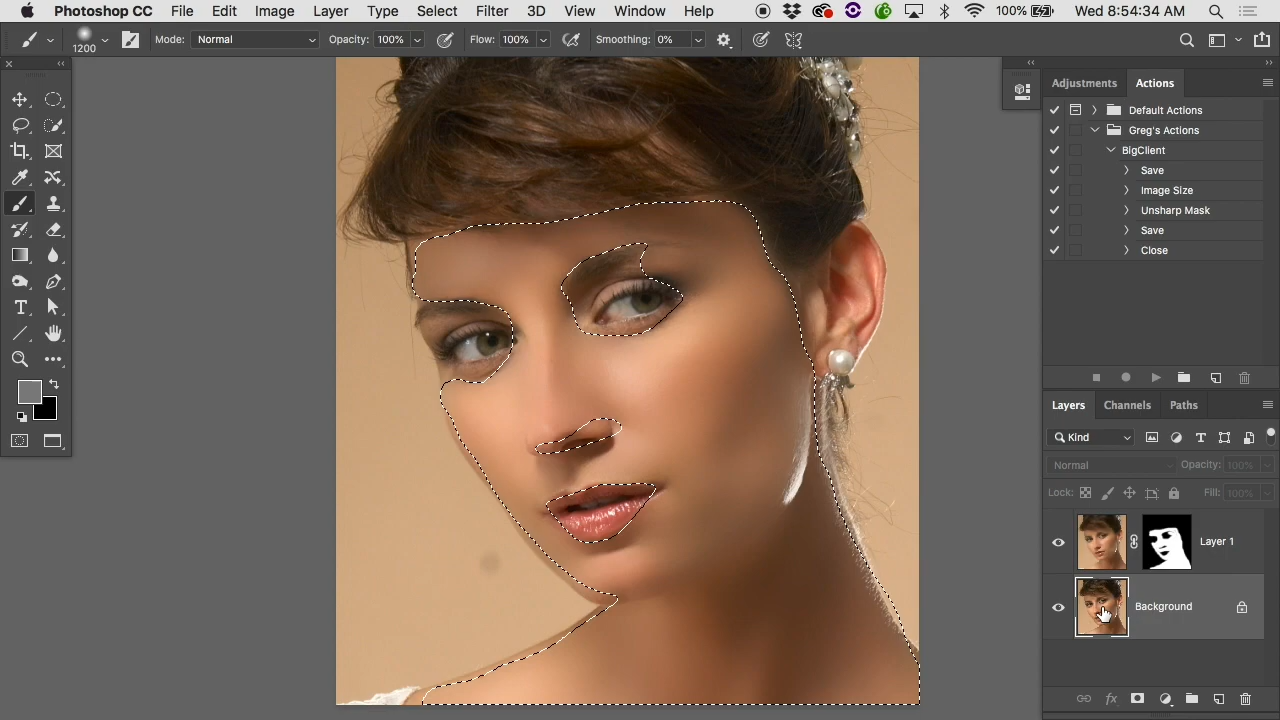 Photoshop CC File Edit Image Layer Type Select Filter 3D View Window Help 100% Wed 8:54:34 AM
1200 Mode: Normal Opacity: 100% Flow: 100% Smoothing: 0%
Adjustments Actions
Default Actions
Greg's Actions
BigClient
Save
Image Size
Unsharp Mask
Save
Close
Layers Channels Paths
Kind
Normal Opacity: 100%
Lock: Fill: 100%
Layer 1
Background
fx